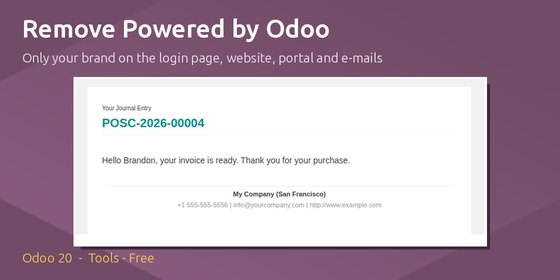 Remove Powered by Odoo
Only your brand on the login page, website, portal and e-mails
Your Journal Entry
POSC-2026-00004
Hello Brandon, your invoice is ready. Thank you for your purchase.
My Company (San Francisco)
+1 555-555-5556 | info@yourcompany.com | http://www.example.com
Odoo 20 - Tools - Free